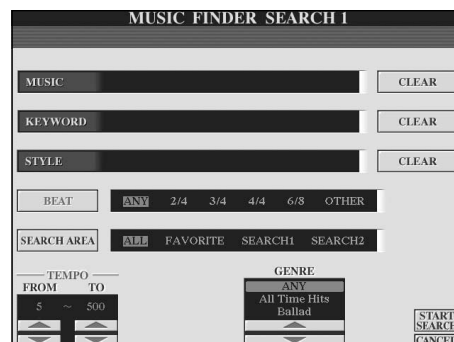 MUSIC FINDER SEARCH 1
MUSIC CLEAR
KEYWORD CLEAR
STYLE CLEAR
BEAT ANY 2/4 3/4 4/4 6/8 OTHER
SEARCH AREA ALL FAVORITE SEARCH1 SEARCH2
TEMPO
FROM TO
5 ~ 500
GENRE
ANY
All Time Hits
Ballad
START
SEARCH
CANCEL